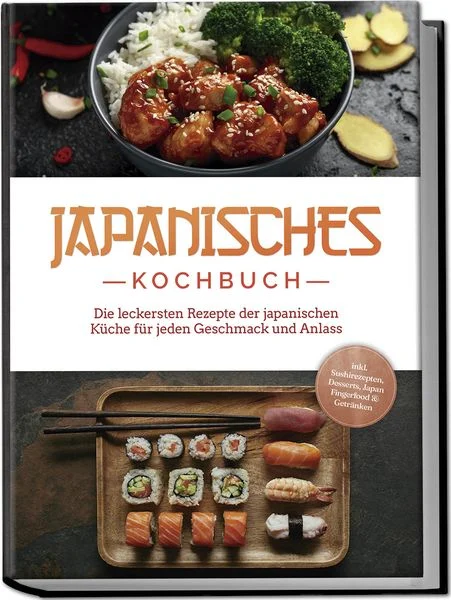 JAPANISCHES
KOCHBUCH
Die leckersten Rezepte der japanischen
Küche für jeden Geschmack und Anlass
inkl.
Sushirezepten,
Desserts, Japan
Fingerfood &
Getränken